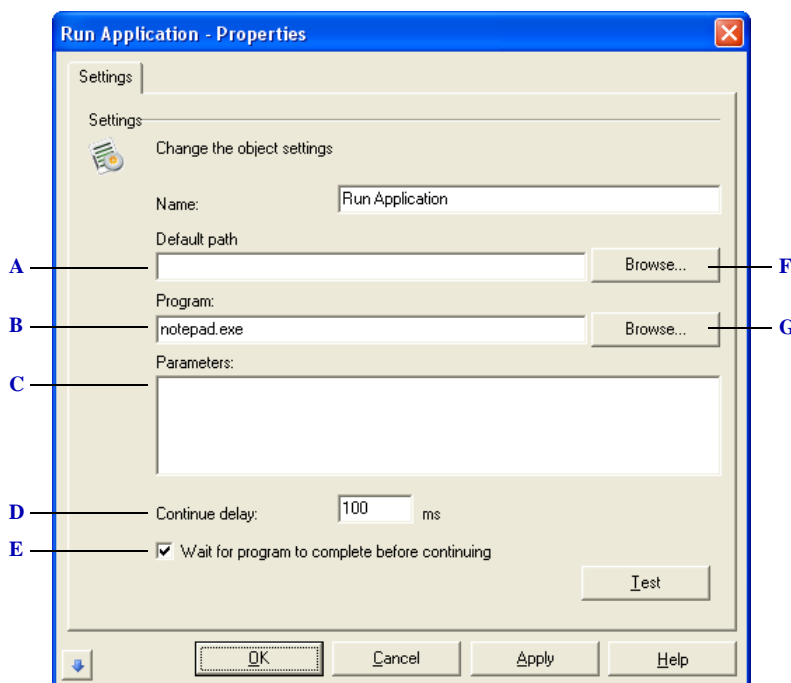 Run Application - Properties
Settings
Settings
Change the object settings
Name: Run Application
Default path
A Browse... F
Program:
B notepad.exe Browse... G
Parameters:
C
D Continue delay: 100 ms
E Wait for program to complete before continuing
Test
OK Cancel Apply Help